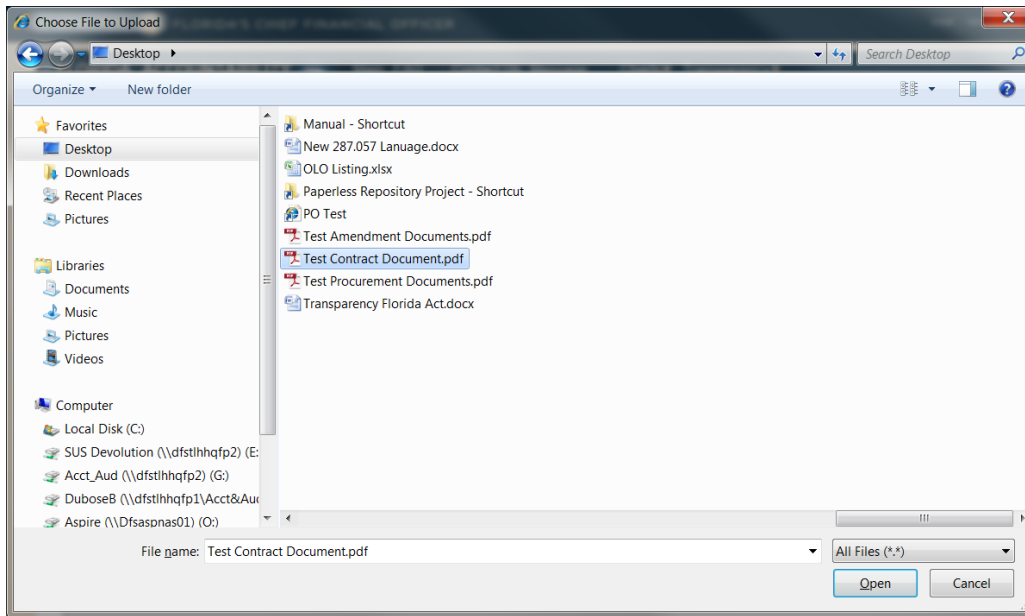 Choose File to Upload
FLORIDA'S CHIEF FINANCIAL OFFICER
Desktop
Search Desktop
Organize
New folder
Favorites
Desktop
Downloads
Recent Places
Pictures
Libraries
Documents
Music
Pictures
Videos
Computer
Local Disk (C:)
SUS Devolution (\\dfstlhhqfp2) (E:
Acct_Aud (\\dfstlhhqfp2) (G:)
DuboseB (\\dfstlhhqfp1\Acct&Au
Aspire (\\Dfsaspnas01) (O:)
Manual - Shortcut
New 287.057 Lanuage.docx
OLO Listing.xlsx
Paperless Repository Project - Shortcut
PO Test
Test Amendment Documents.pdf
Test Contract Document.pdf
Test Procurement Documents.pdf
Transparency Florida Act.docx
File name:
Test Contract Document.pdf
All Files (*.*)
Open
Cancel